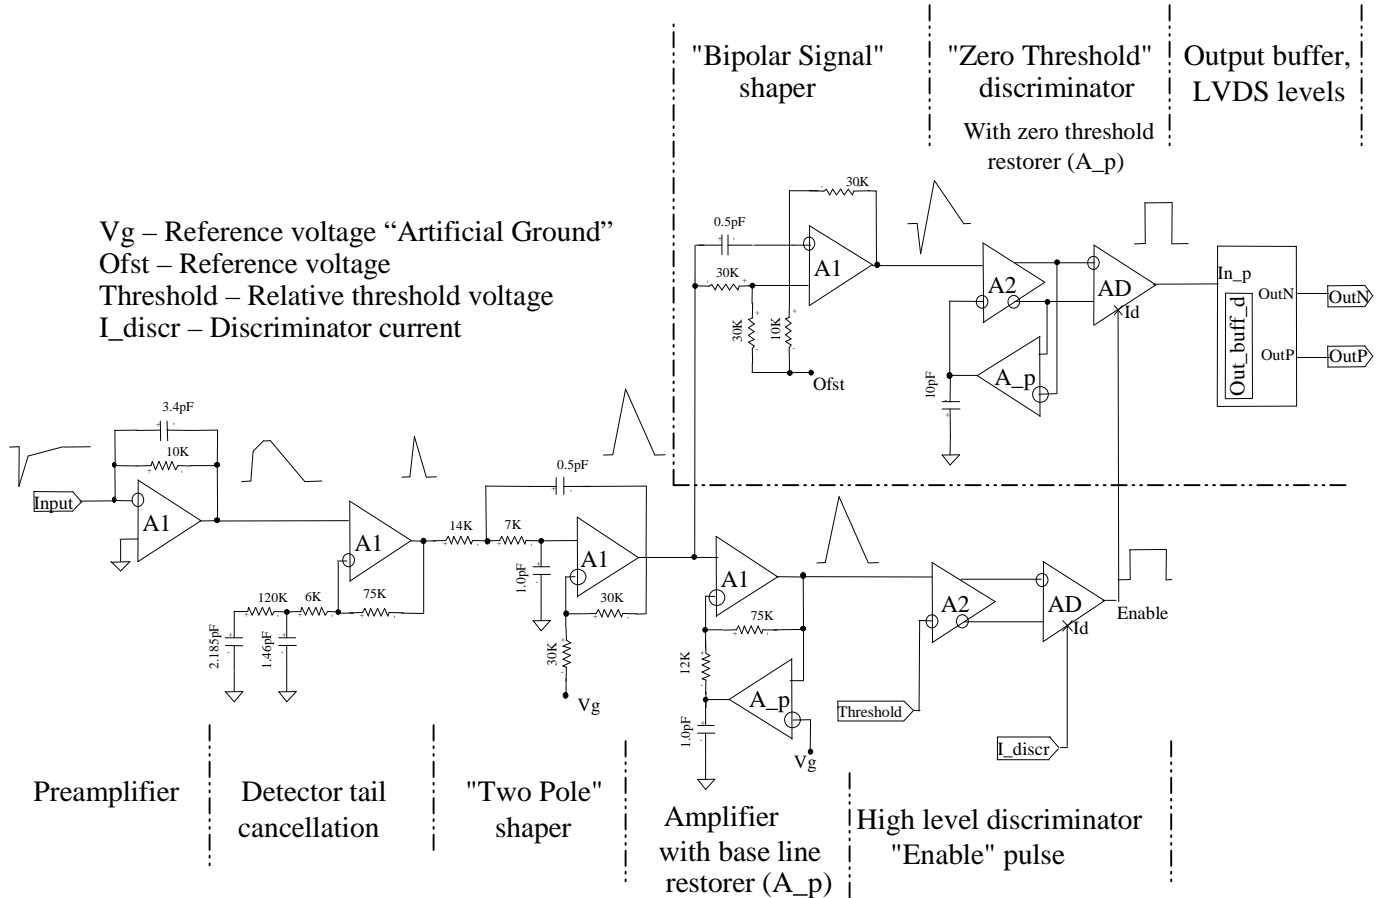 "Bipolar Signal"
shaper
"Zero Threshold"
discriminator
With zero threshold
restorer (A_p)
Output buffer,
LVDS levels
Vg – Reference voltage “Artificial Ground”
Ofst – Reference voltage
Threshold – Relative threshold voltage
I_discr – Discriminator current
30K
0.5pF
A1
30K
30K
10K
Ofst
A2
AD
Id
A_p
10pF
In_p
Out_buff_d
OutN
OutP
OutN
OutP
3.4pF
10K
Input
A1
A1
120K
6K
75K
2.185pF
1.46pF
14K
7K
0.5pF
A1
1.0pF
30K
30K
Vg
A1
75K
12K
A_p
1.0pF
Vg
A2
AD
Id
Enable
Threshold
I_discr
Preamplifier
Detector tail
cancellation
"Two Pole"
shaper
Amplifier
with base line
restorer (A_p)
High level discriminator
"Enable" pulse